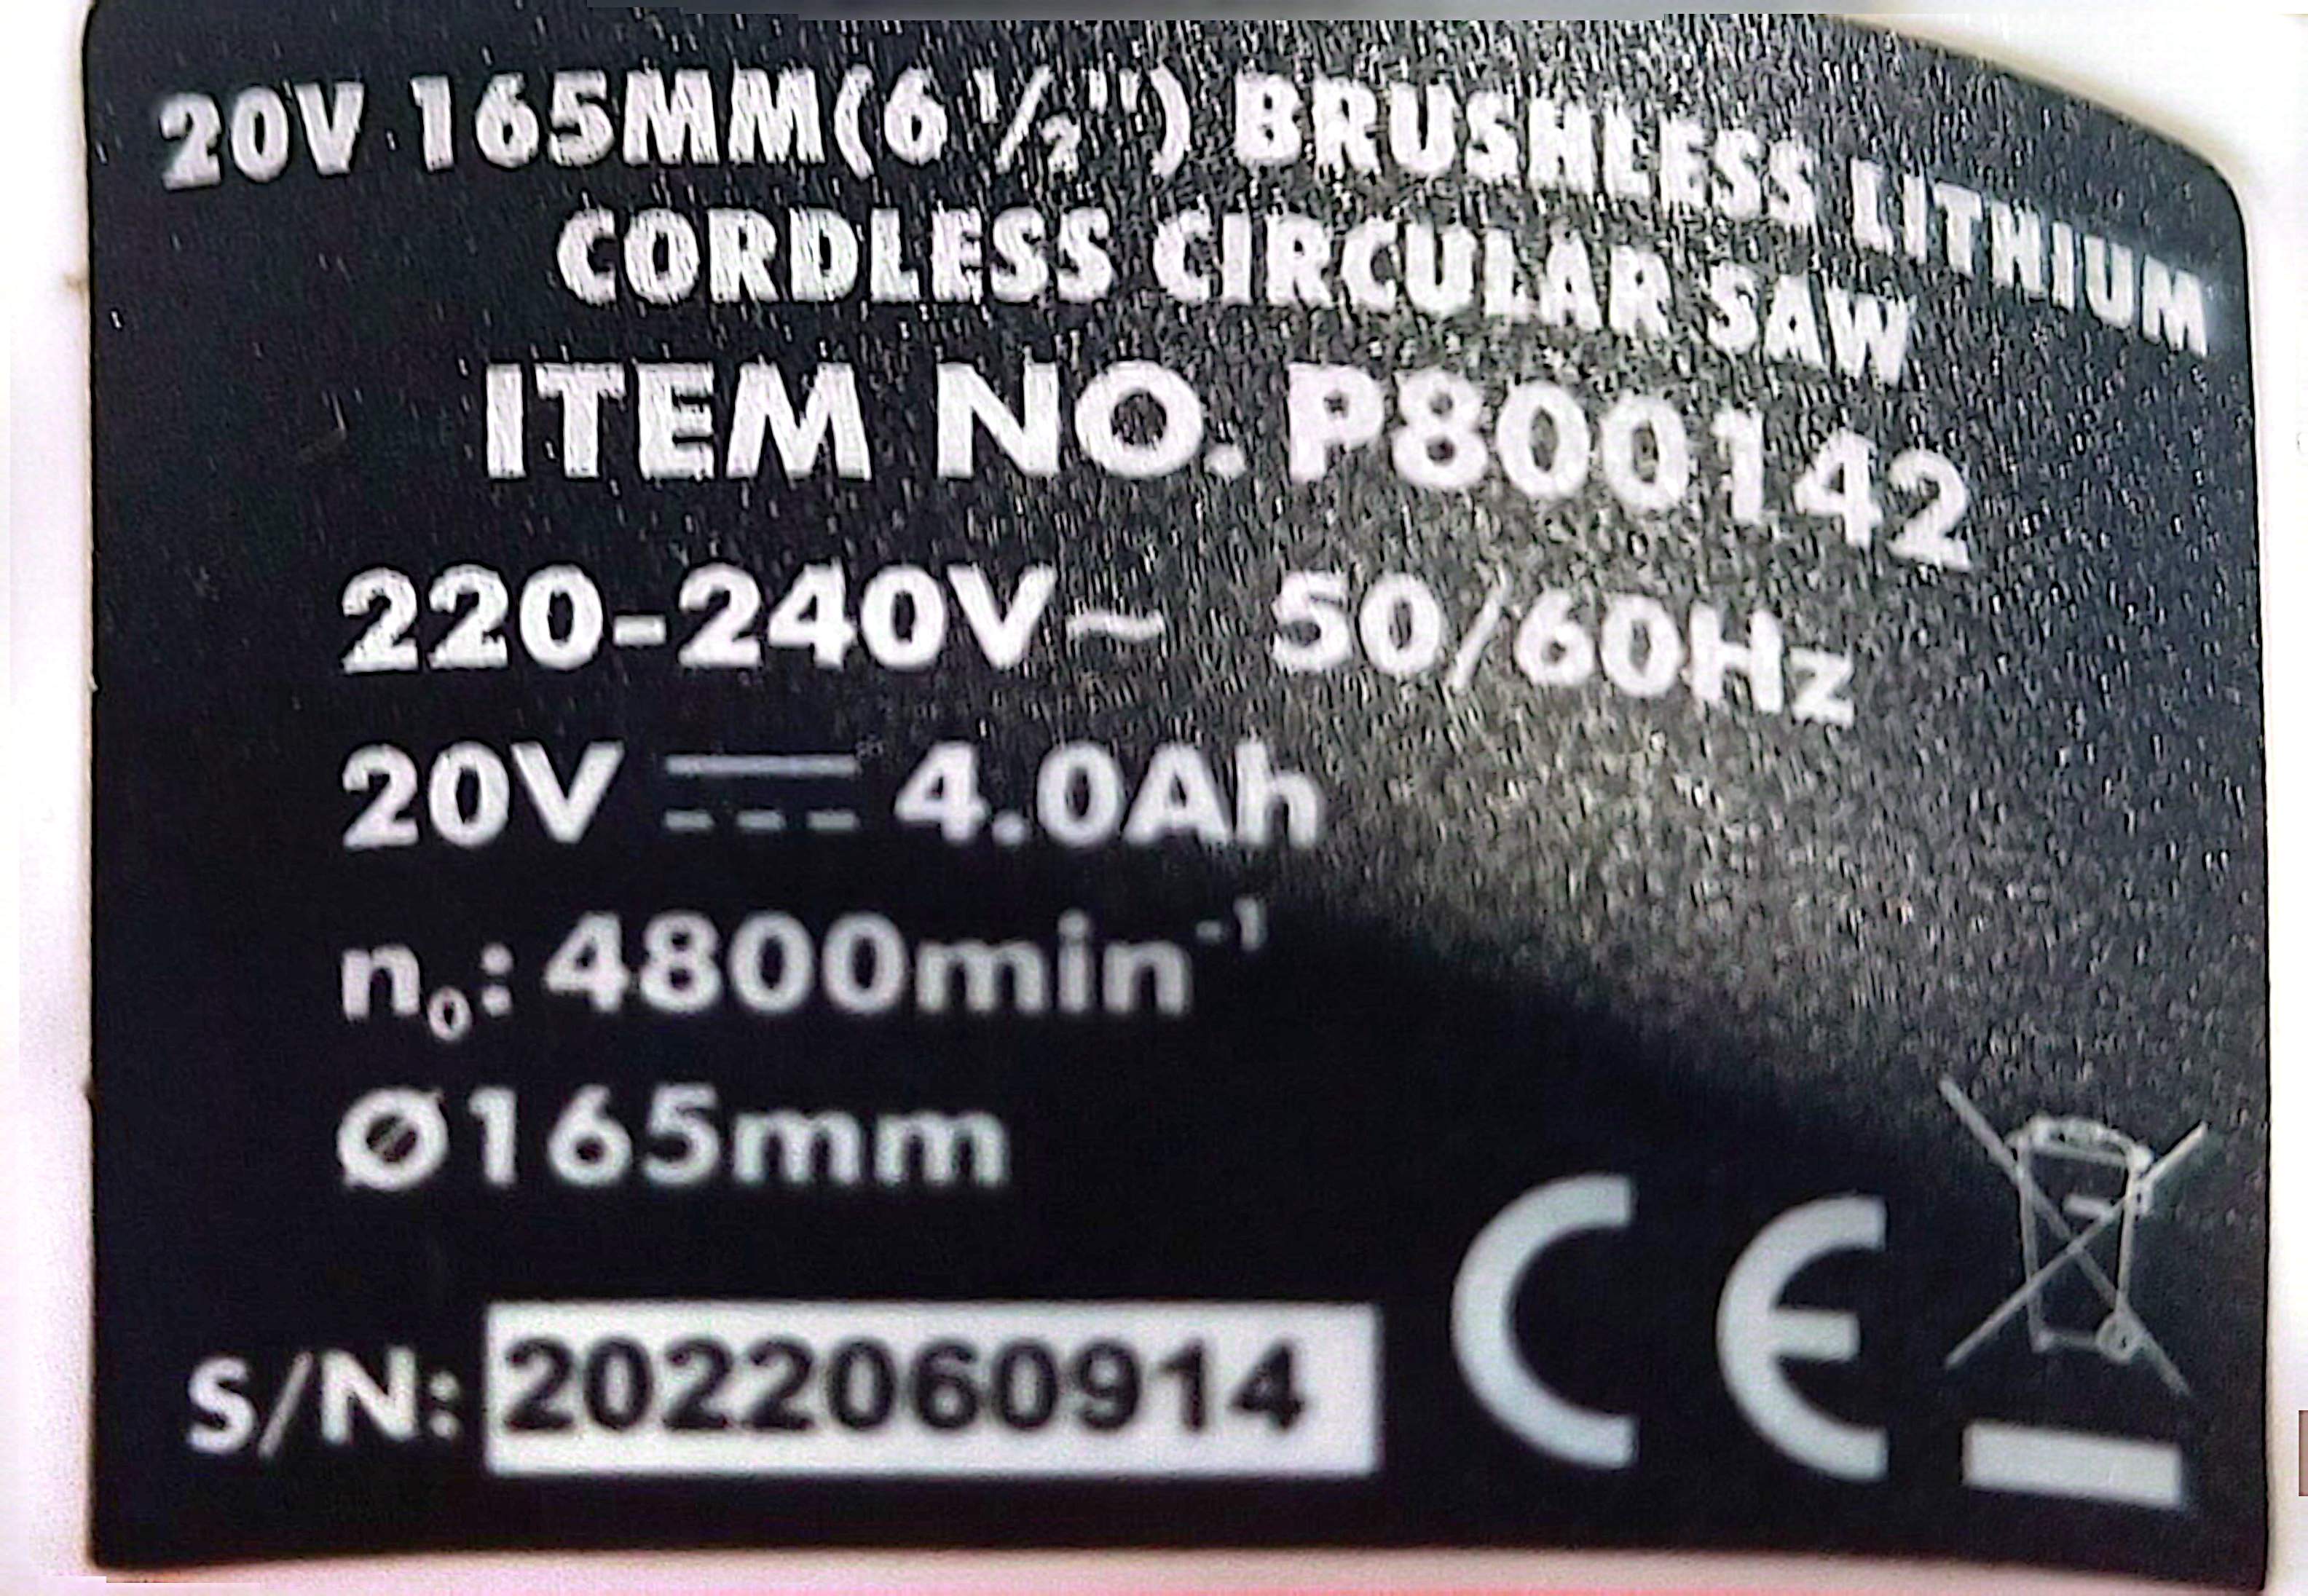 20V 165MM(6 1/2") BRUSHLESS LITHIUM
CORDLESS CIRCULAR SAW
ITEM NO. P800142
220-240V~ 50/60Hz
20V ⎓ 4.0Ah
n₀: 4800min⁻¹
Ø165mm
S/N: 2022060914
CE